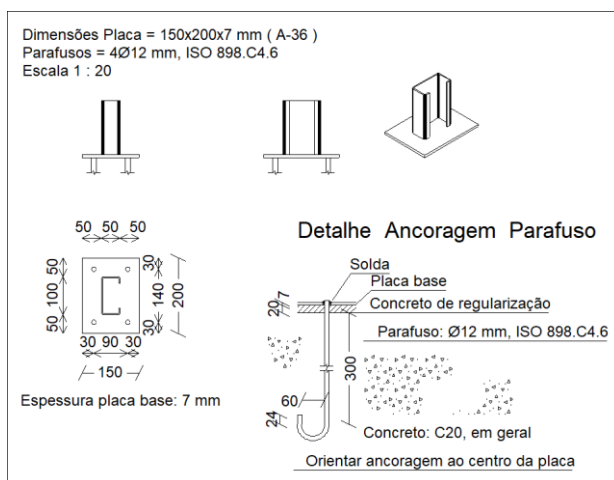 Dimensões Placa = 150x200x7 mm ( A-36 )
Parafusos = 4Ø12 mm, ISO 898.C4.6
Escala 1 : 20
50 50 50
50
100
50
30
140
30
200
30 90 30
150
Espessura placa base: 7 mm
Detalhe Ancoragem Parafuso
Solda
Placa base
Concreto de regularização
7
20
Parafuso: Ø12 mm, ISO 898.C4.6
300
60
24
Concreto: C20, em geral
Orientar ancoragem ao centro da placa